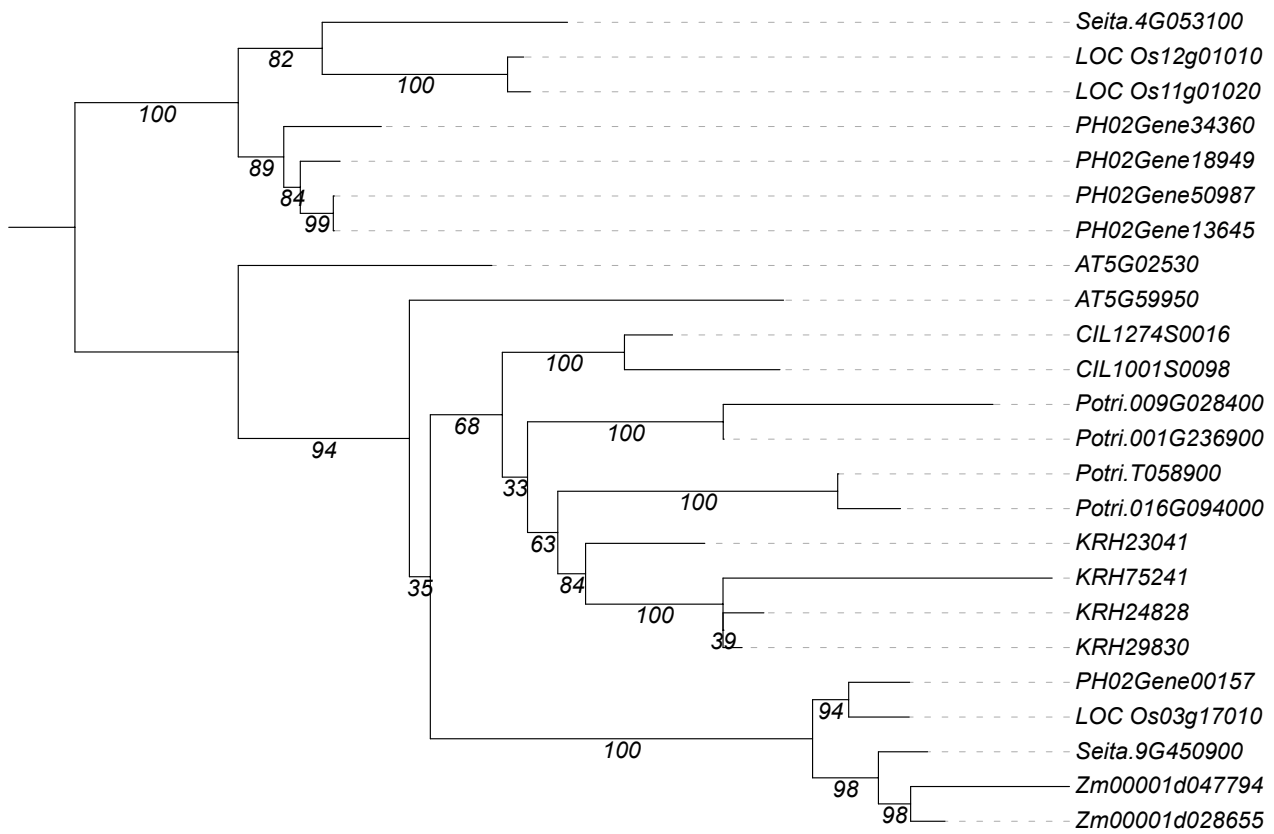 Seita.4G053100
82
LOC Os12g01010
100
LOC Os11g01020
100
PH02Gene34360
89
PH02Gene18949
84
PH02Gene50987
99
PH02Gene13645
AT5G02530
AT5G59950
94
CIL1274S0016
100
CIL1001S0098
68
Potri.009G028400
100
Potri.001G236900
33
Potri.T058900
100
Potri.016G094000
63
KRH23041
84
KRH75241
35
100
KRH24828
39
KRH29830
PH02Gene00157
94
LOC Os03g17010
100
Seita.9G450900
98
Zm00001d047794
98
Zm00001d028655